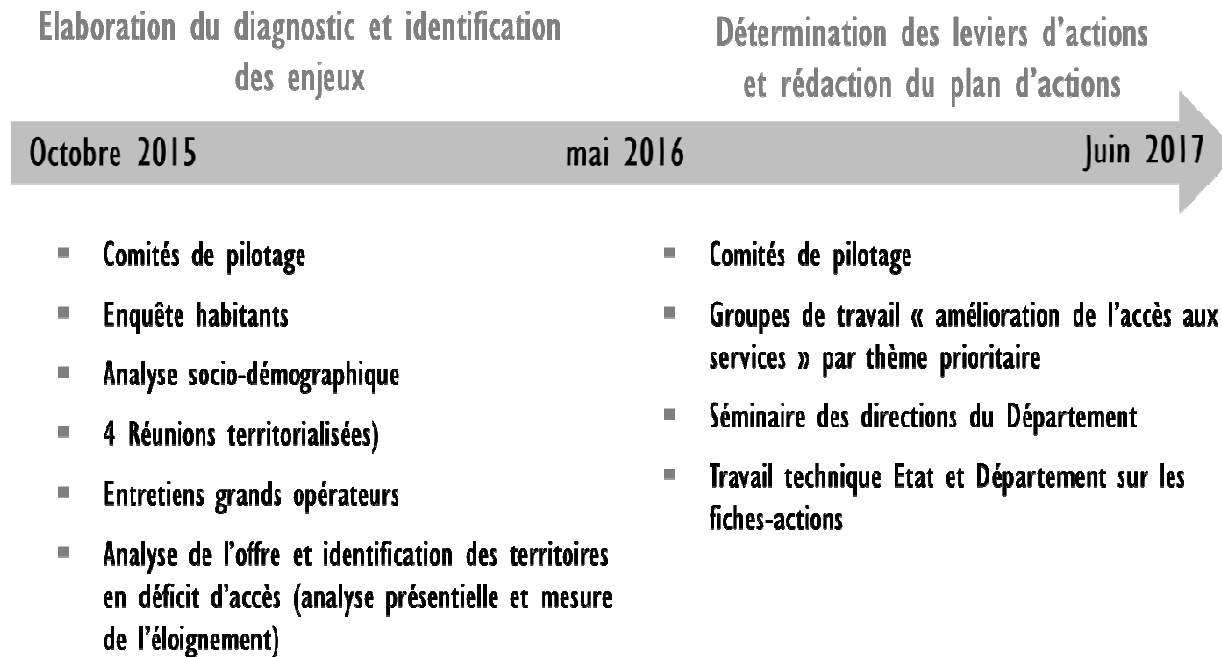 Elaboration du diagnostic et identification
des enjeux
Détermination des leviers d'actions
et rédaction du plan d'actions
Octobre 2015
mai 2016
Juin 2017
▪ Comités de pilotage
▪ Enquête habitants
▪ Analyse socio-démographique
▪ 4 Réunions territorialisées)
▪ Entretiens grands opérateurs
▪ Analyse de l'offre et identification des territoires
en déficit d'accès (analyse présentielle et mesure
de l'éloignement)
▪ Comités de pilotage
▪ Groupes de travail « amélioration de l'accès aux
services » par thème prioritaire
▪ Séminaire des directions du Département
▪ Travail technique Etat et Département sur les
fiches-actions